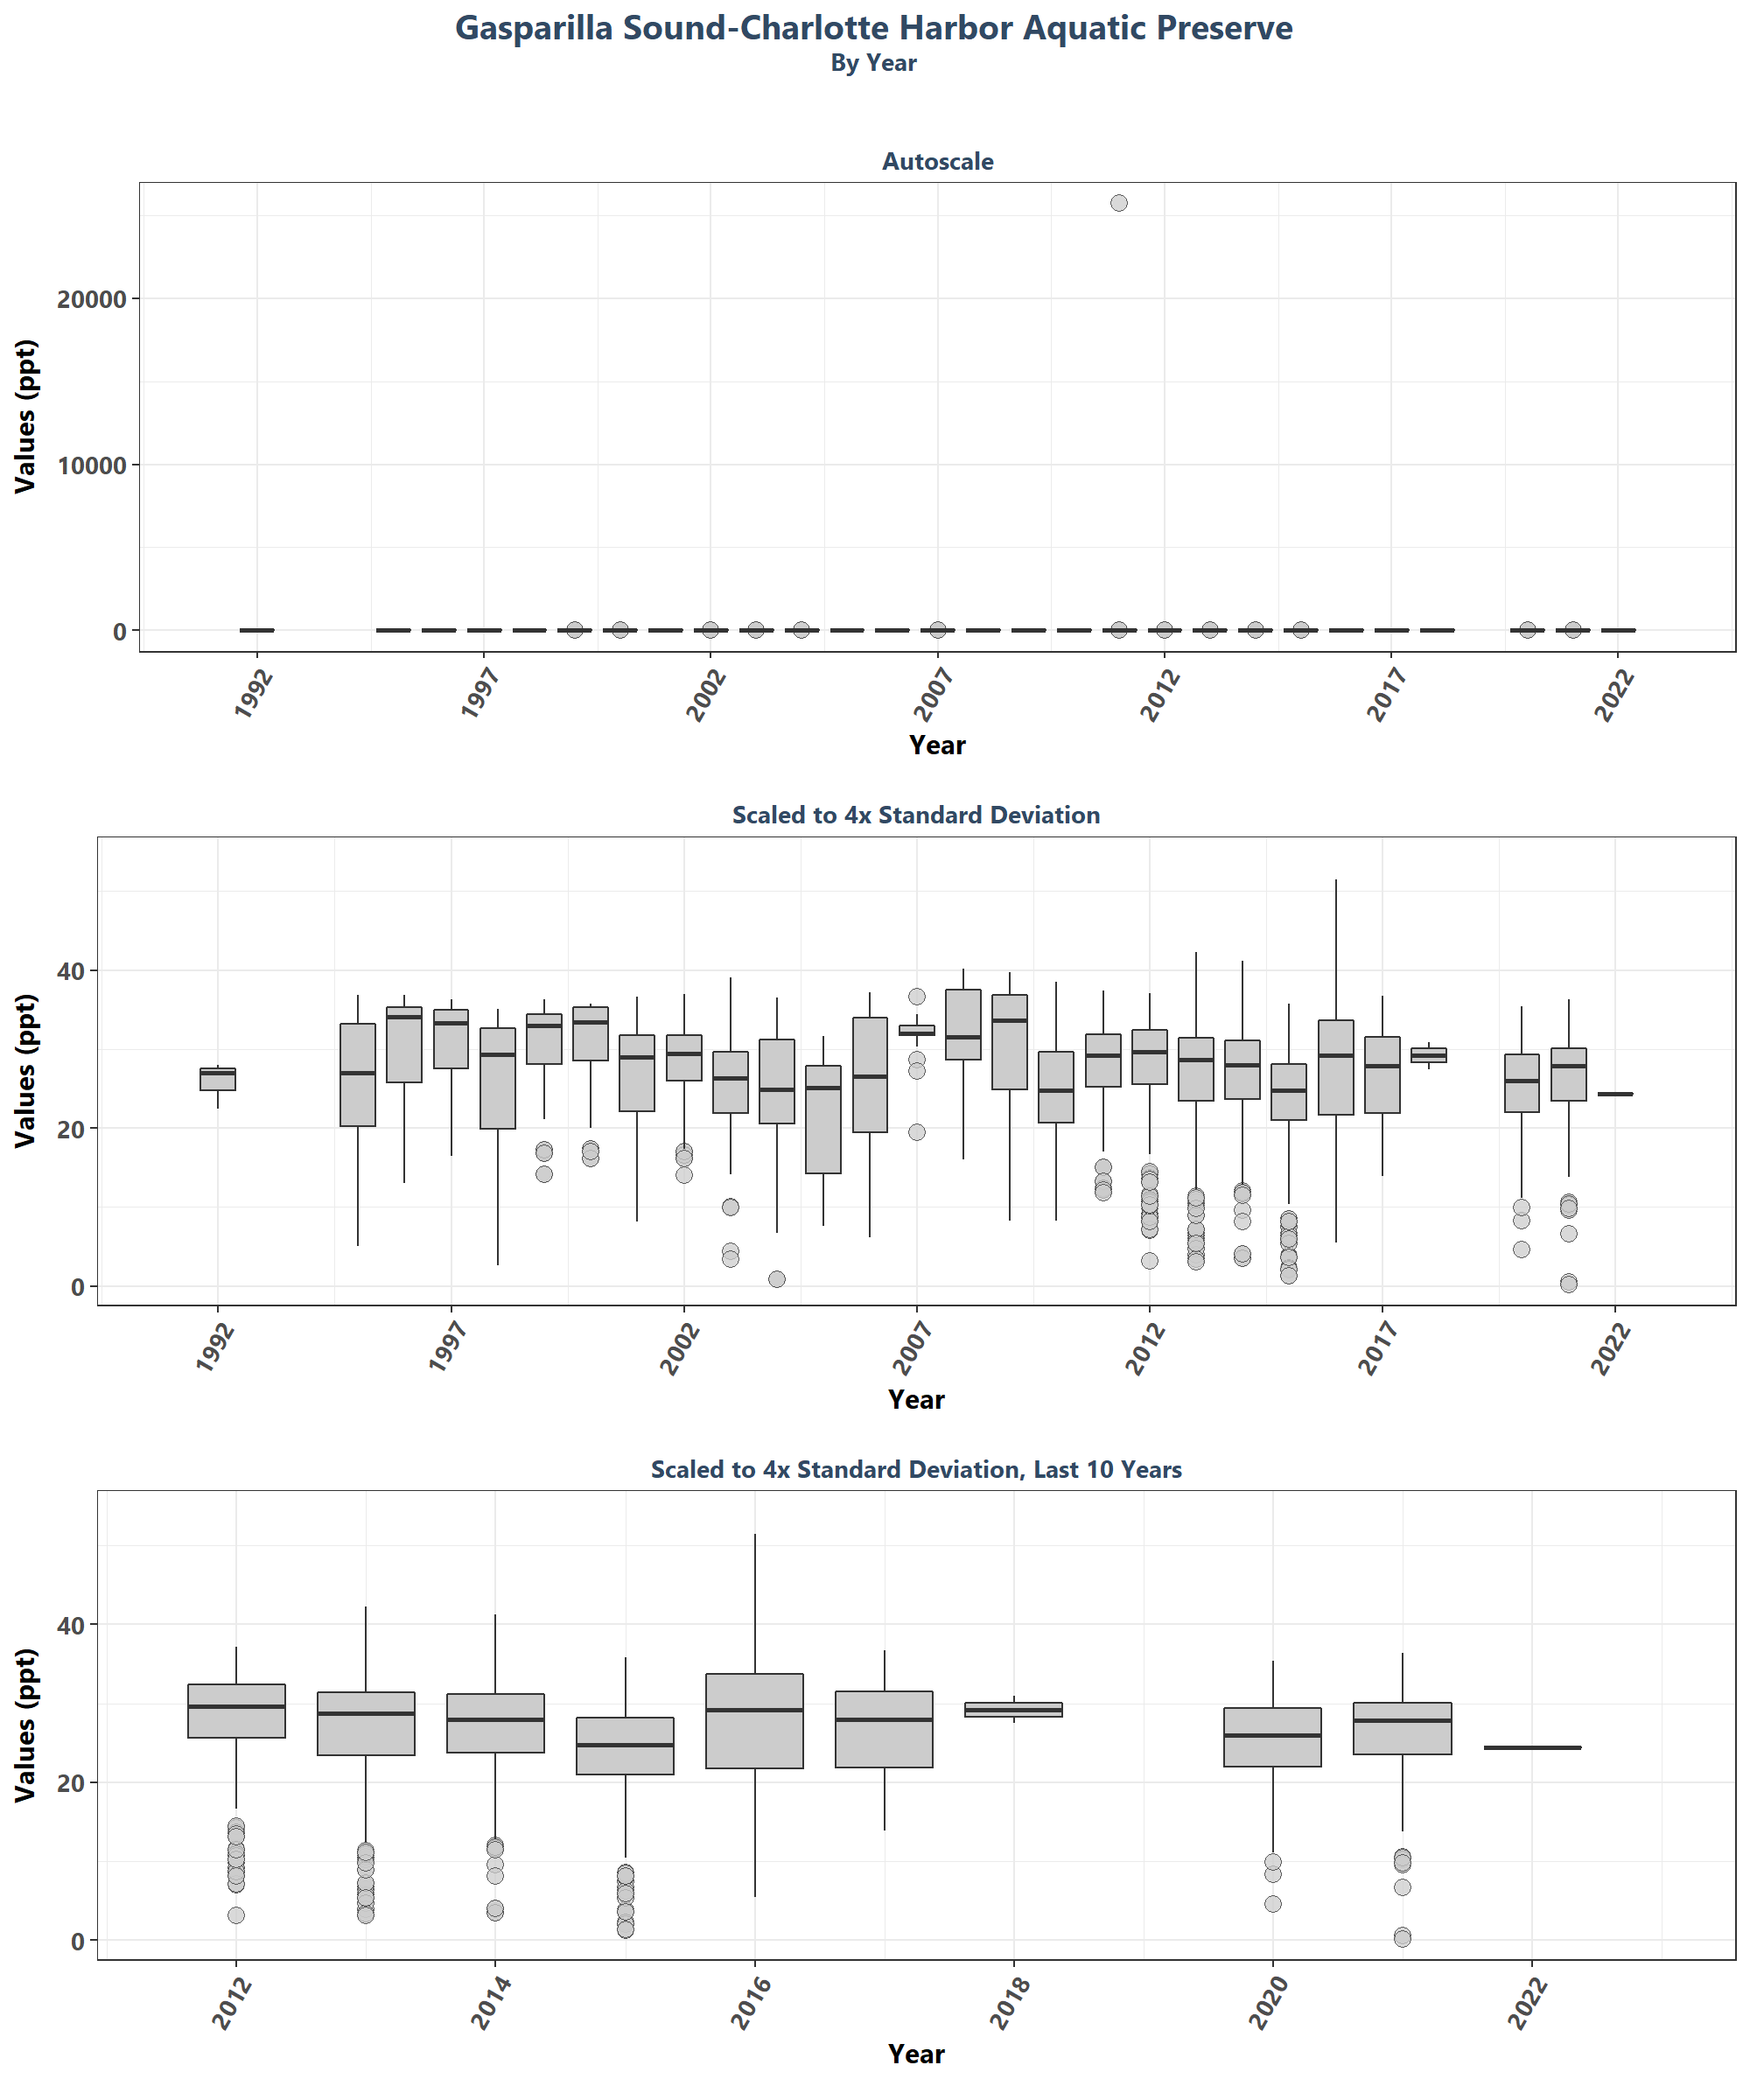 Gasparilla Sound-Charlotte Harbor Aquatic Preserve
By Year
Autoscale
Values (ppt)
20000
10000
0
1992 1997 2002 2007 2012 2017 2022
Year
Scaled to 4x Standard Deviation
Values (ppt)
40
20
0
1992 1997 2002 2007 2012 2017 2022
Year
Scaled to 4x Standard Deviation, Last 10 Years
Values (ppt)
40
20
0
2012 2014 2016 2018 2020 2022
Year